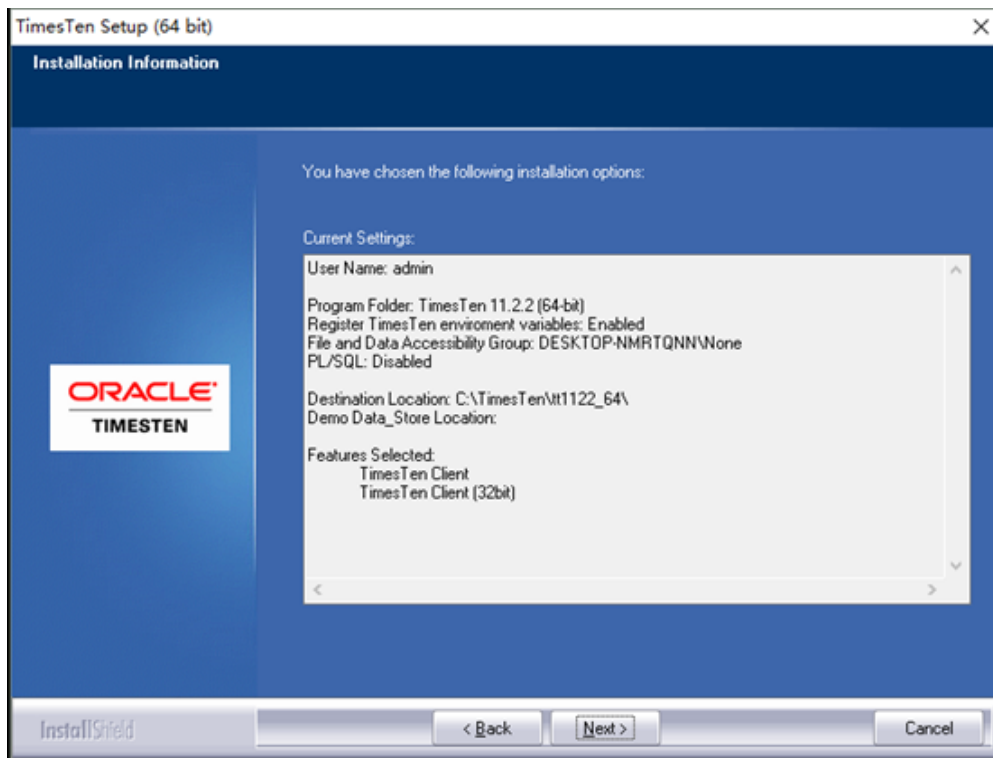 TimesTen Setup (64 bit)
Installation Information
You have chosen the following installation options:
Current Settings:
User Name: admin
Program Folder: TimesTen 11.2.2 (64-bit)
Register TimesTen enviroment variables: Enabled
File and Data Accessibility Group: DESKTOP-NMRTQNN\None
PL/SQL: Disabled
Destination Location: C:\TimesTen\tt1122_64\
Demo Data_Store Location:
Features Selected:
TimesTen Client
TimesTen Client (32bit)
ORACLE
TIMESTEN
InstallShield
< Back
Next >
Cancel